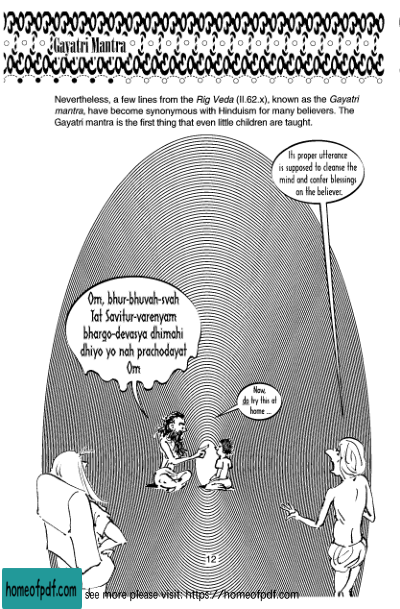 Gayatri Mantra
Nevertheless, a few lines from the Rig Veda (II.62.x), known as the Gayatri
mantra, have become synonymous with Hinduism for many believers. The
Gayatri mantra is the first thing that even little children are taught.
Its proper utterance
is supposed to cleanse the
mind and confer blessings
on the believer.
Om, bhur-bhuvah-svah
Tat Savitur-varenyam
bhargo-devasya dhimahi
dhiyo yo nah prachodayat
Om
Now,
do try this at
home ...
12
homeofpdf.com
see more please visit: https://homeofpdf.com